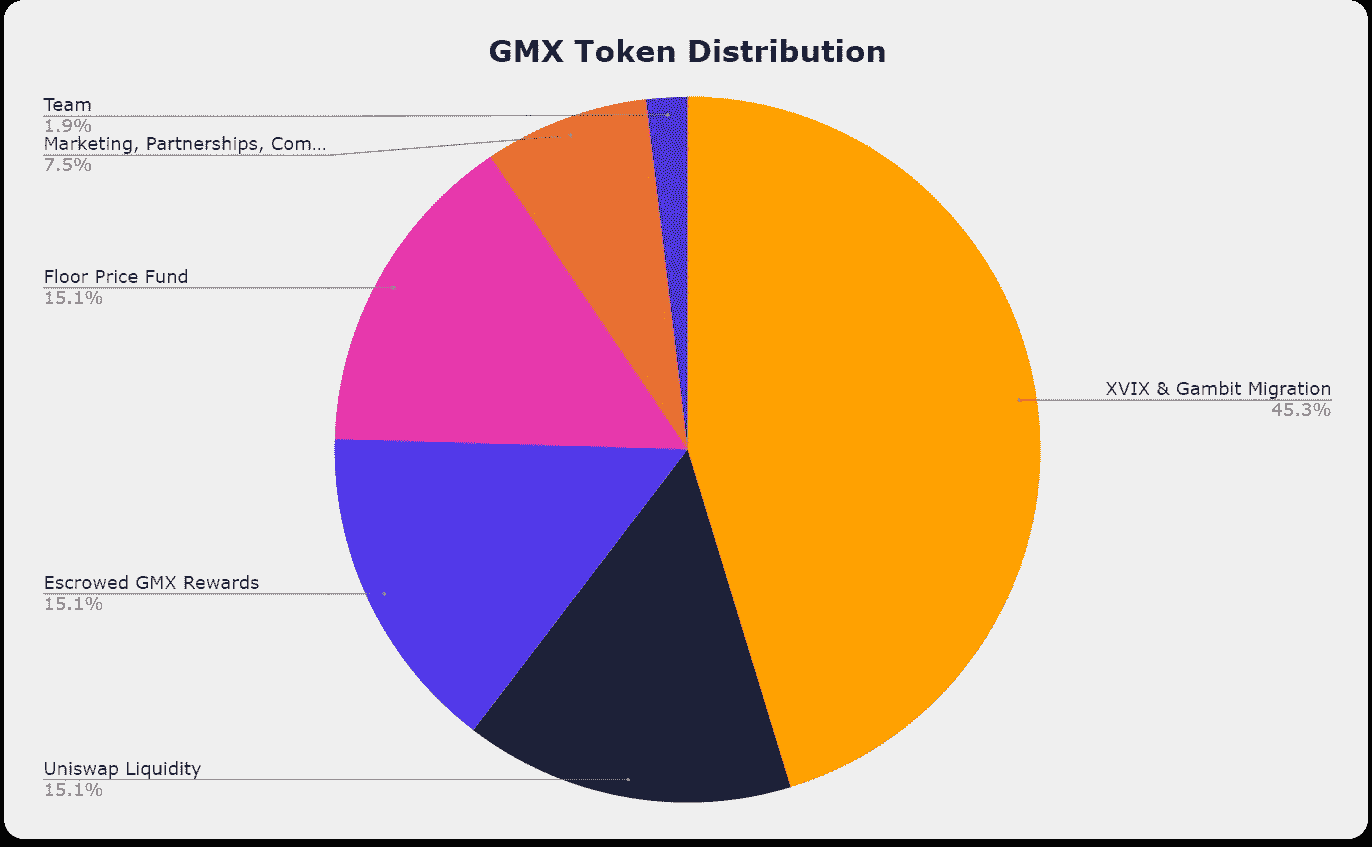 GMX Token Distribution
Team
1.9%
Marketing, Partnerships, Com...
7.5%
Floor Price Fund
15.1%
XVIX & Gambit Migration
45.3%
Escrowed GMX Rewards
15.1%
Uniswap Liquidity
15.1%